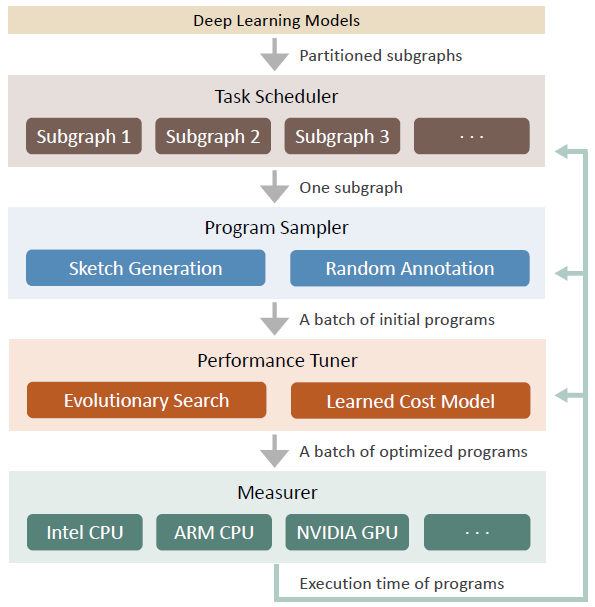 Deep Learning Models
Partitioned subgraphs
Task Scheduler
Subgraph 1 Subgraph 2 Subgraph 3 · · ·
One subgraph
Program Sampler
Sketch Generation Random Annotation
A batch of initial programs
Performance Tuner
Evolutionary Search Learned Cost Model
A batch of optimized programs
Measurer
Intel CPU ARM CPU NVIDIA GPU · · ·
Execution time of programs